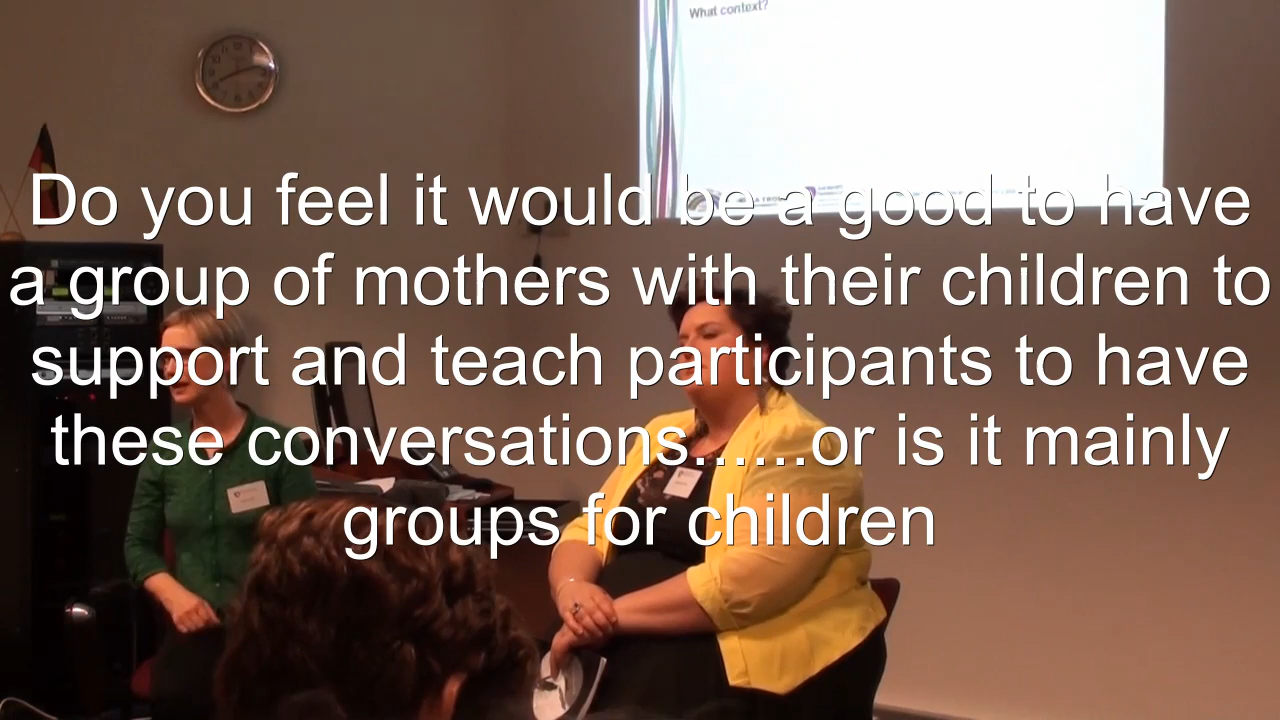 What context?
Do you feel it would be a good to have
a group of mothers with their children to
support and teach participants to have
these conversations......or is it mainly
groups for children